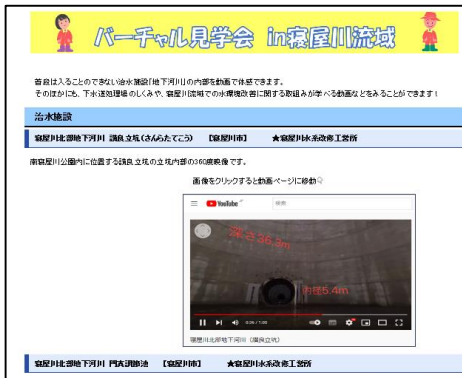 バーチャル見学会 in寝屋川流域
普段は入ることのできない治水施設「地下河川」の内部を動画で体感できます。
そのほかにも、下水処理場のしくみや、寝屋川流域での水環境改善に関する取組みが学べる動画などをみることができます!
治水施設
寝屋川北部地下河川 讃良立坑(さんらたてこう) 【寝屋川市】 ★寝屋川水系改修工営所
南寝屋川公園内に位置する讃良立坑の立坑内部の360度映像です。
画像をクリックすると動画ページに移動
YouTube
検索
深さ36.3m
内径5.4m
寝屋川北部地下河川 (讃良立坑)
寝屋川北部地下河川 門真調節池 【寝屋川市】 ★寝屋川水系改修工営所